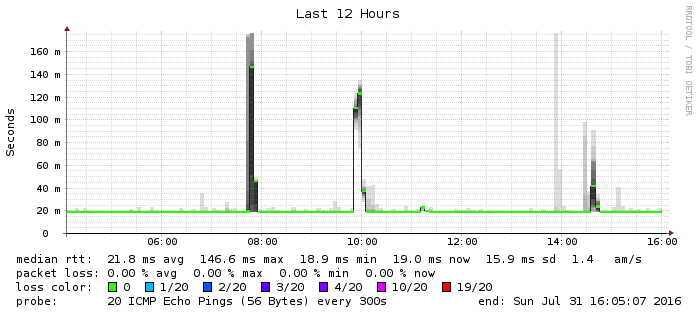 Last 12 Hours
RRDTOOL / TOBI OETIKER
Seconds
160 m
140 m
120 m
100 m
80 m
60 m
40 m
20 m
0
06:00 08:00 10:00 12:00 14:00 16:00
median rtt: 21.8 ms avg 146.6 ms max 18.9 ms min 19.0 ms now 15.9 ms sd 1.4 am/s
packet loss: 0.00 % avg 0.00 % max 0.00 % min 0.00 % now
loss color: 0 1/20 2/20 3/20 4/20 10/20 19/20
probe: 20 ICMP Echo Pings (56 Bytes) every 300s end: Sun Jul 31 16:05:07 2016